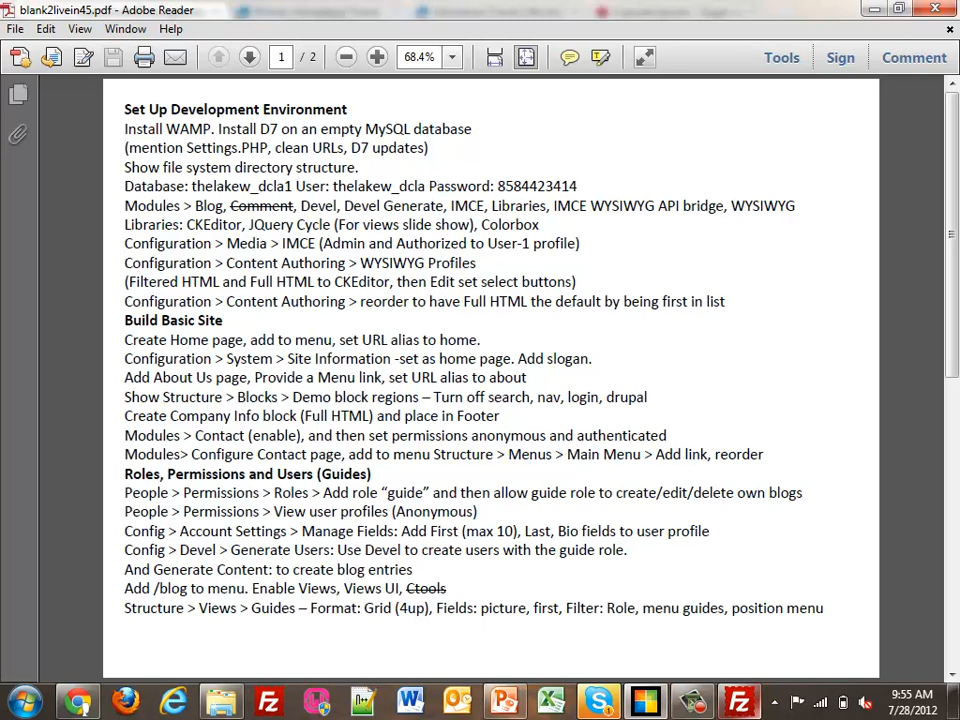 blank2livein45.pdf - Adobe Reader
File Edit View Window Help
1 / 2 68.4% Tools Sign Comment
Set Up Development Environment
Install WAMP. Install D7 on an empty MySQL database
(mention Settings.PHP, clean URLs, D7 updates)
Show file system directory structure.
Database: thelakew_dcla1 User: thelakew_dcla Password: 8584423414
Modules > Blog, Comment, Devel, Devel Generate, IMCE, Libraries, IMCE WYSIWYG API bridge, WYSIWYG
Libraries: CKEditor, JQuery Cycle (For views slide show), Colorbox
Configuration > Media > IMCE (Admin and Authorized to User-1 profile)
Configuration > Content Authoring > WYSIWYG Profiles
(Filtered HTML and Full HTML to CKEditor, then Edit set select buttons)
Configuration > Content Authoring > reorder to have Full HTML the default by being first in list
Build Basic Site
Create Home page, add to menu, set URL alias to home.
Configuration > System > Site Information -set as home page. Add slogan.
Add About Us page, Provide a Menu link, set URL alias to about
Show Structure > Blocks > Demo block regions – Turn off search, nav, login, drupal
Create Company Info block (Full HTML) and place in Footer
Modules > Contact (enable), and then set permissions anonymous and authenticated
Modules> Configure Contact page, add to menu Structure > Menus > Main Menu > Add link, reorder
Roles, Permissions and Users (Guides)
People > Permissions > Roles > Add role “guide” and then allow guide role to create/edit/delete own blogs
People > Permissions > View user profiles (Anonymous)
Config > Account Settings > Manage Fields: Add First (max 10), Last, Bio fields to user profile
Config > Devel > Generate Users: Use Devel to create users with the guide role.
And Generate Content: to create blog entries
Add /blog to menu. Enable Views, Views UI, Ctools
Structure > Views > Guides – Format: Grid (4up), Fields: picture, first, Filter: Role, menu guides, position menu
9:55 AM
7/28/2012